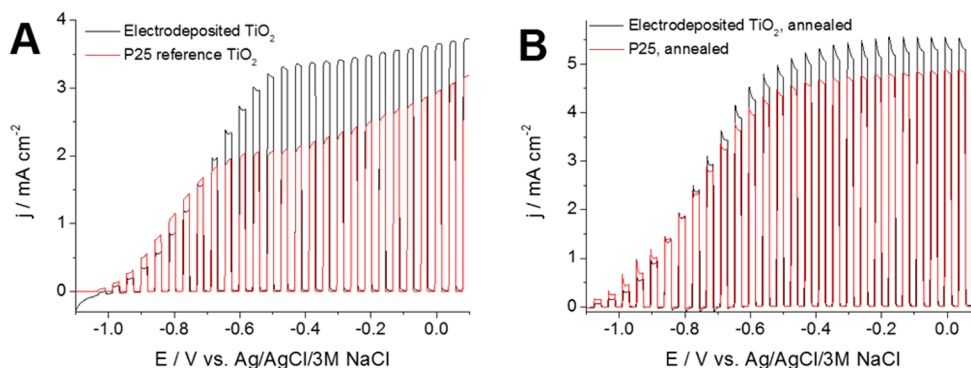 A
Electrodeposited TiO₂
P25 reference TiO₂
4
3
2
1
0
j / mA cm⁻²
-1.0 -0.8 -0.6 -0.4 -0.2 0.0
E / V vs. Ag/AgCl/3M NaCl
B
Electrodeposited TiO₂, annealed
P25, annealed
5
4
3
2
1
0
j / mA cm⁻²
-1.0 -0.8 -0.6 -0.4 -0.2 0.0
E / V vs. Ag/AgCl/3M NaCl